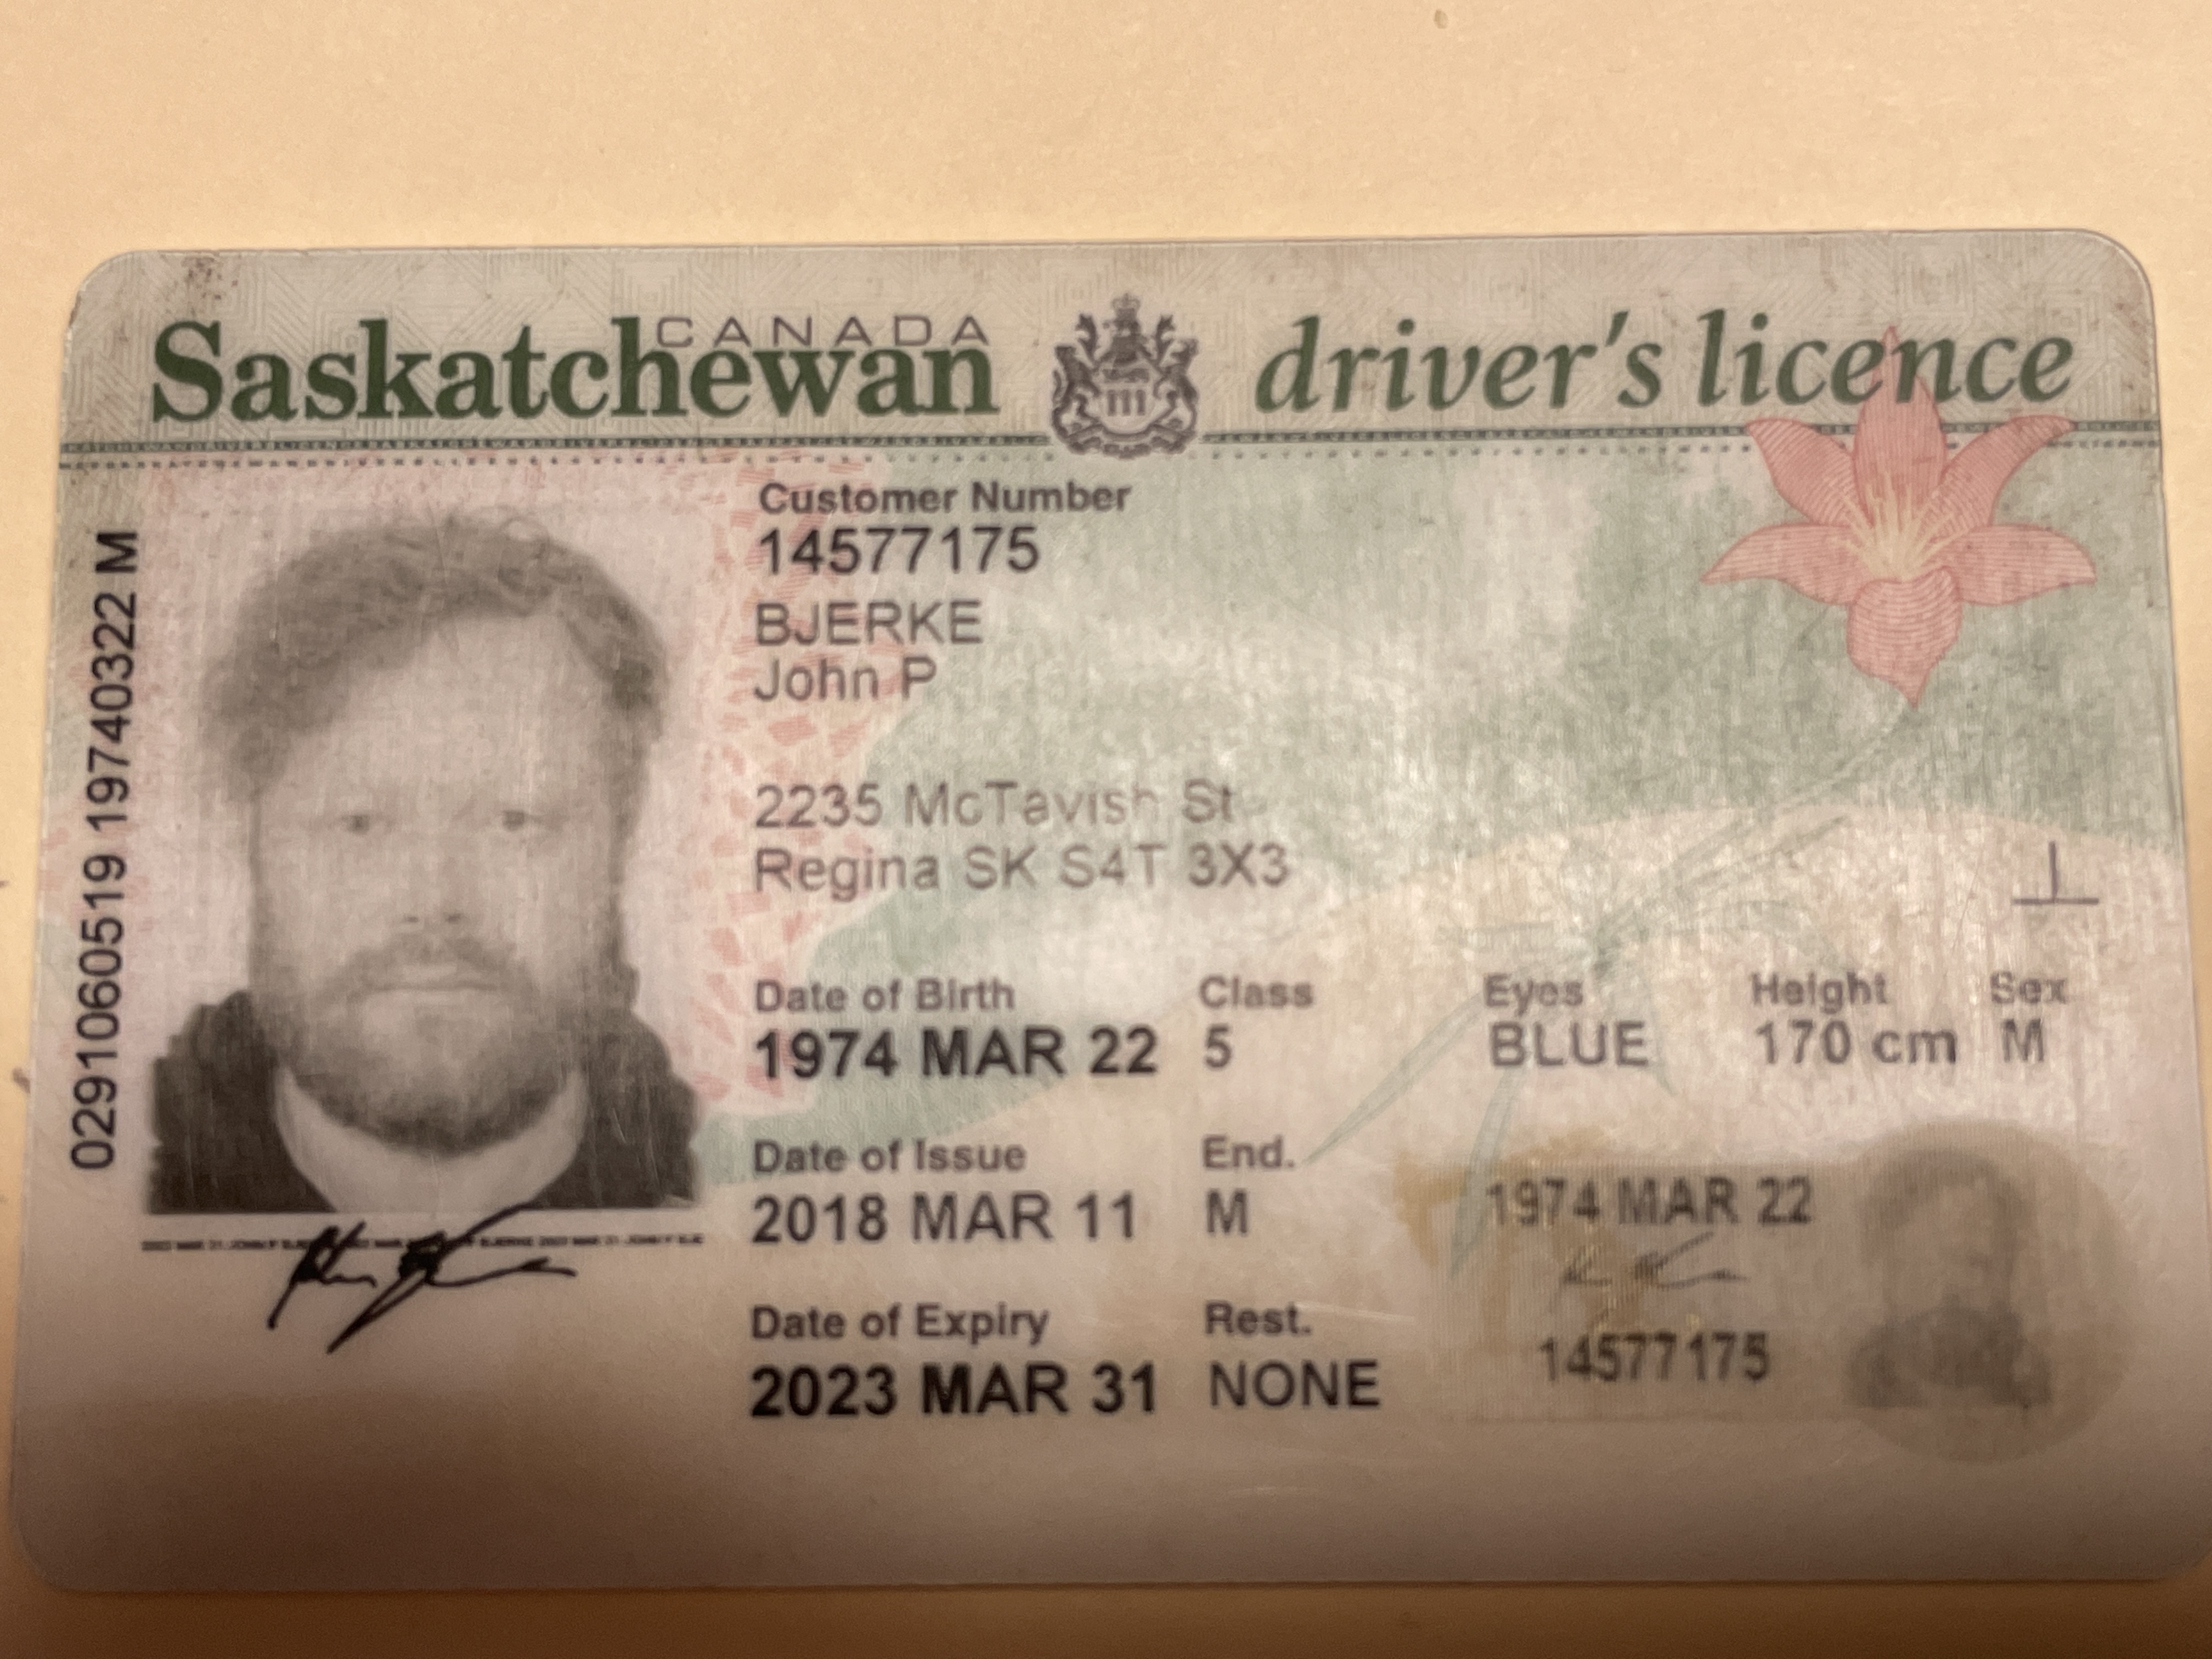 CANADA
Saskatchewan driver's licence
0291060519 19740322 M
Customer Number
14577175
BJERKE
John P
2235 McTavish St
Regina SK S4T 3X3
Date of Birth Class Eyes Height Sex
1974 MAR 22 5 BLUE 170 cm M
Date of Issue End.
2018 MAR 11 M
1974 MAR 22
Date of Expiry Rest.
2023 MAR 31 NONE
14577175